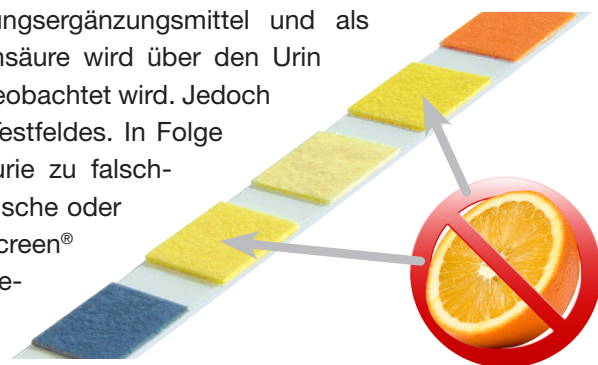 ungsergänzungsmittel und als
nsäure wird über den Urin
eobachtet wird. Jedoch
Testfeldes. In Folge
urie zu falsch-
ische oder
creen®
e-